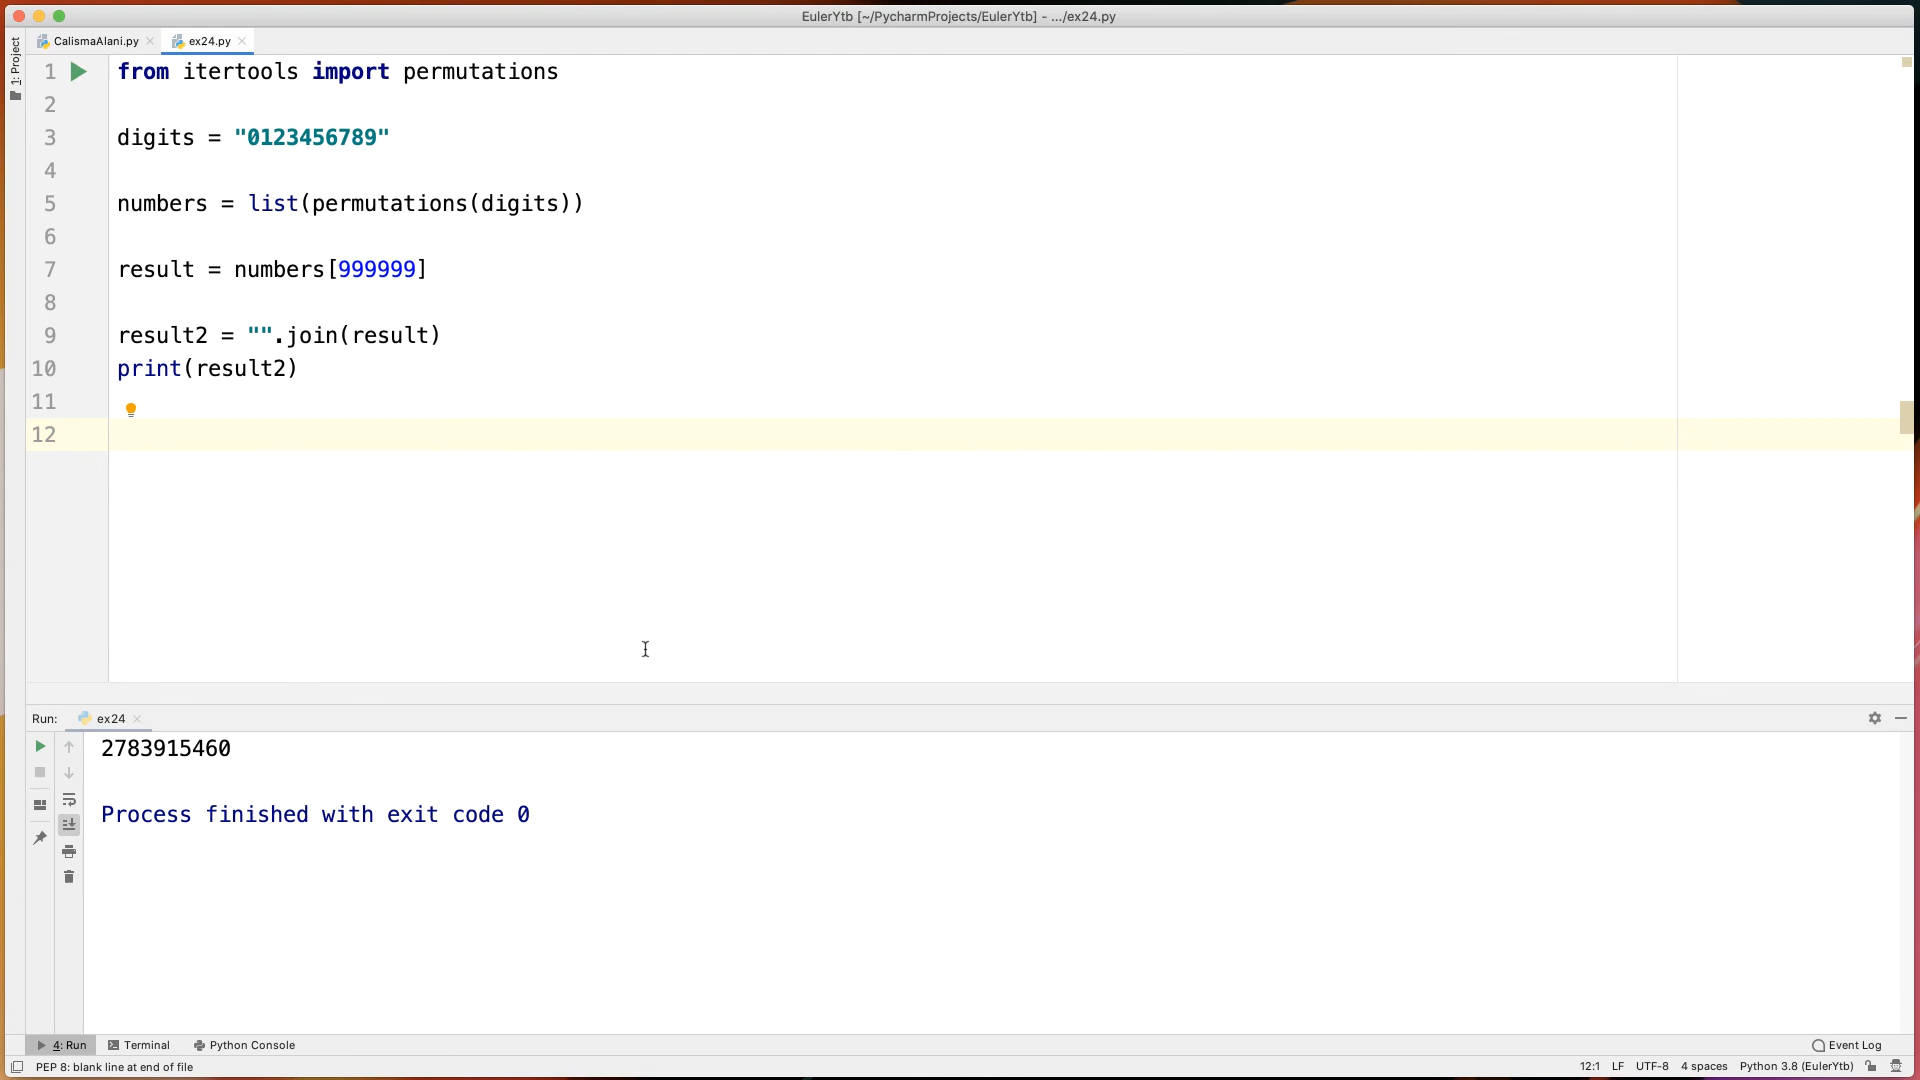 EulerYtb [~/PycharmProjects/EulerYtb] - .../ex24.py
CalismaAlani.py
ex24.py
1: Project
1 from itertools import permutations
2
3 digits = "0123456789"
4
5 numbers = list(permutations(digits))
6
7 result = numbers[999999]
8
9 result2 = "".join(result)
10 print(result2)
11
12
Run: ex24
2783915460
Process finished with exit code 0
4: Run Terminal Python Console Event Log
PEP 8: blank line at end of file 12:1 LF UTF-8 4 spaces Python 3.8 (EulerYtb)